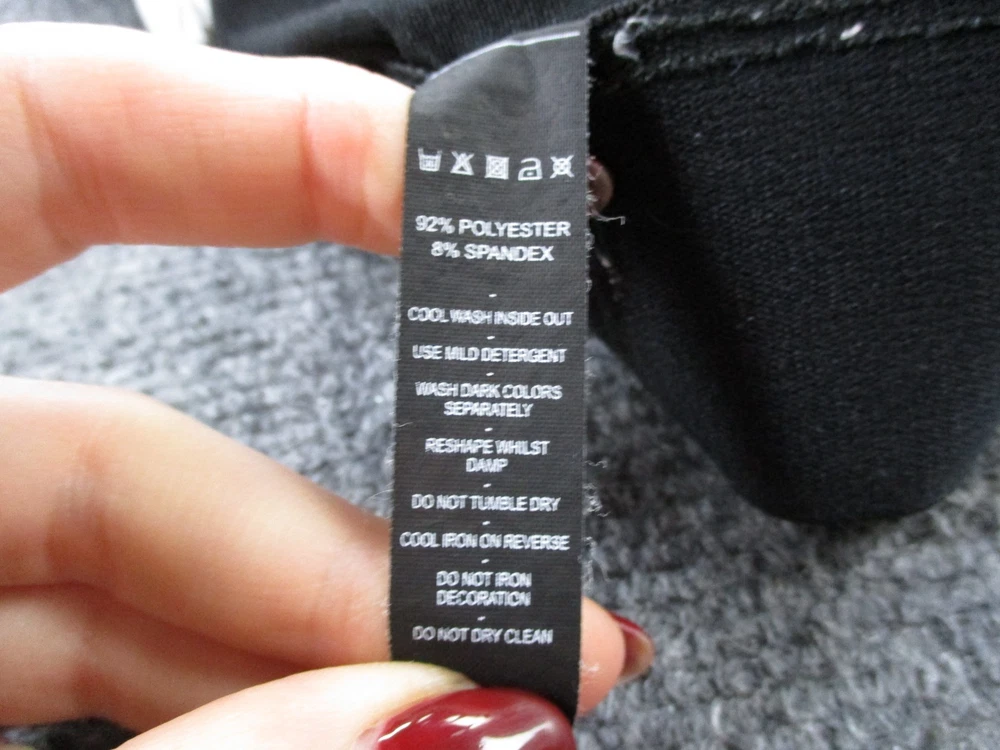 92% POLYESTER
8% SPANDEX
-
COOL WASH INSIDE OUT
-
USE MILD DETERGENT
-
WASH DARK COLORS
SEPARATELY
-
RESHAPE WHILST
DAMP
-
DO NOT TUMBLE DRY
-
COOL IRON ON REVERSE
-
DO NOT IRON
DECORATION
-
DO NOT DRY CLEAN